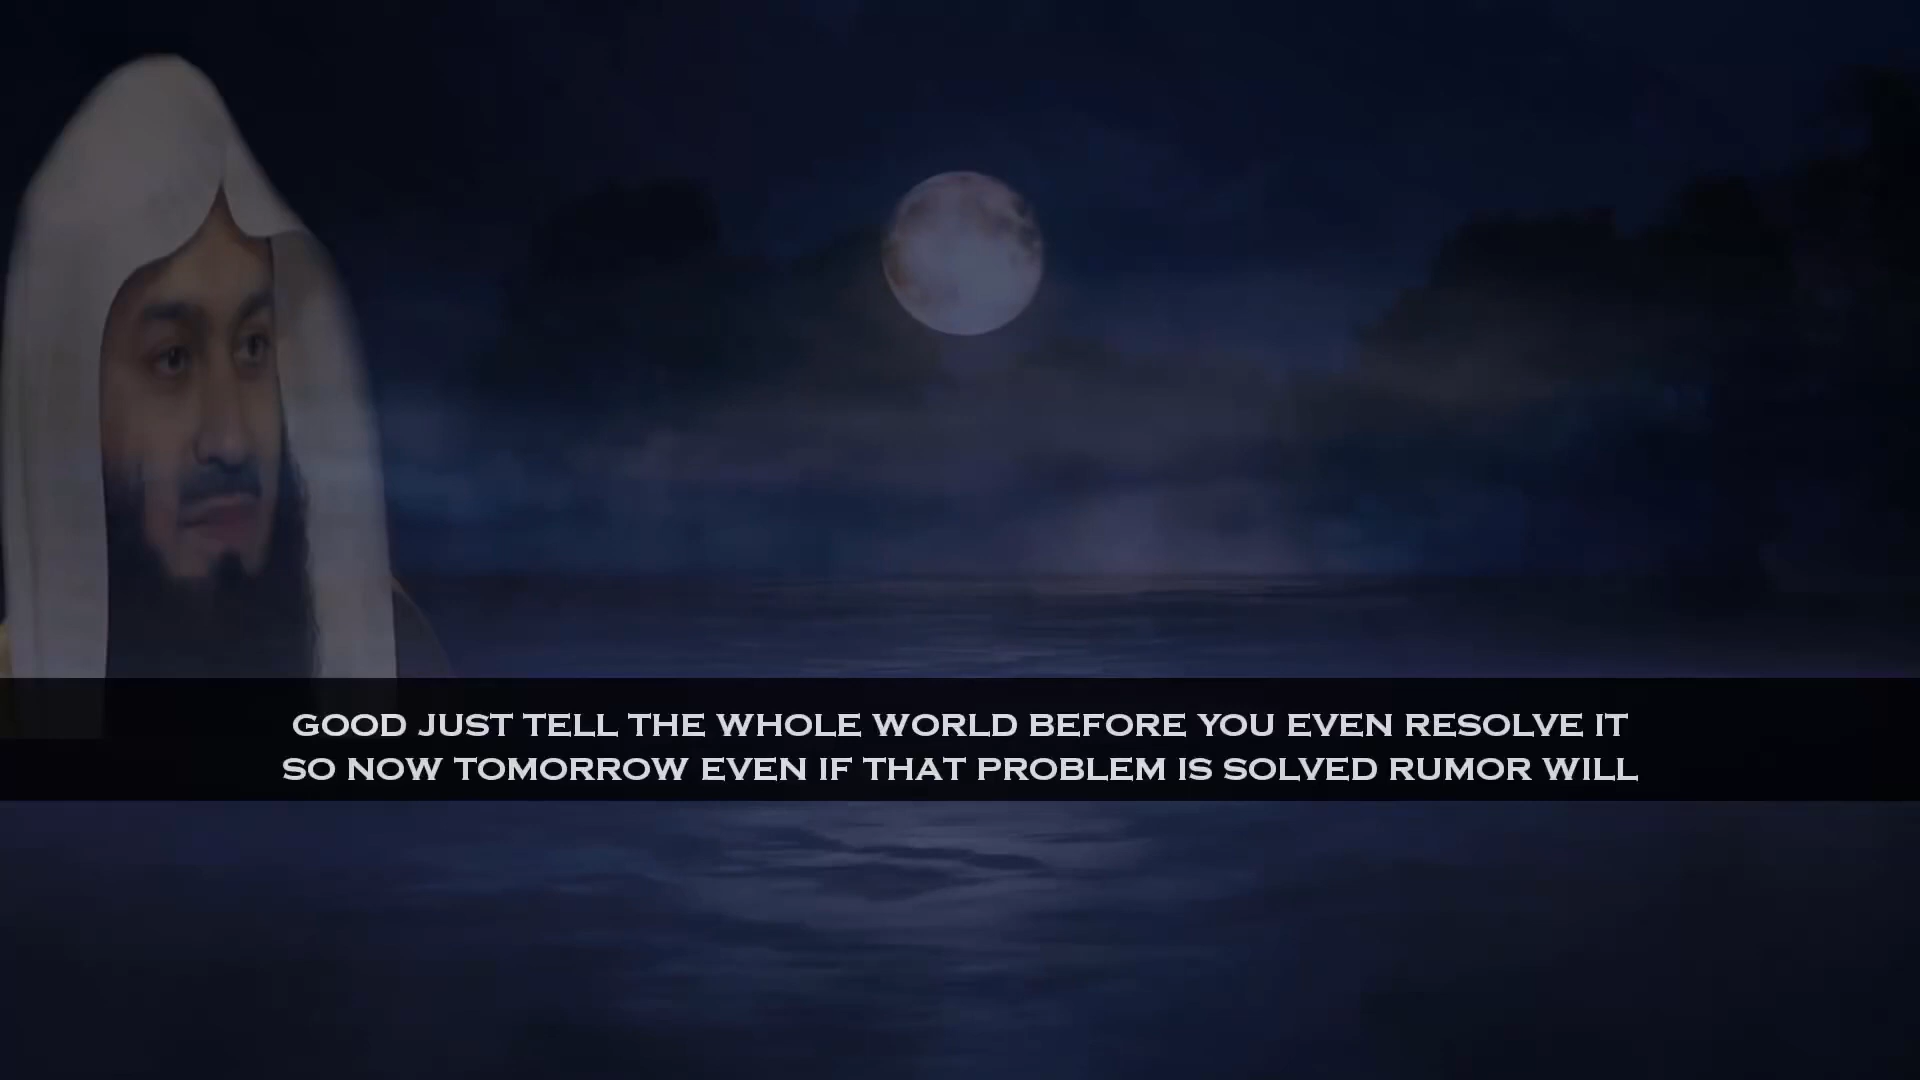 GOOD JUST TELL THE WHOLE WORLD BEFORE YOU EVEN RESOLVE IT
SO NOW TOMORROW EVEN IF THAT PROBLEM IS SOLVED RUMOR WILL